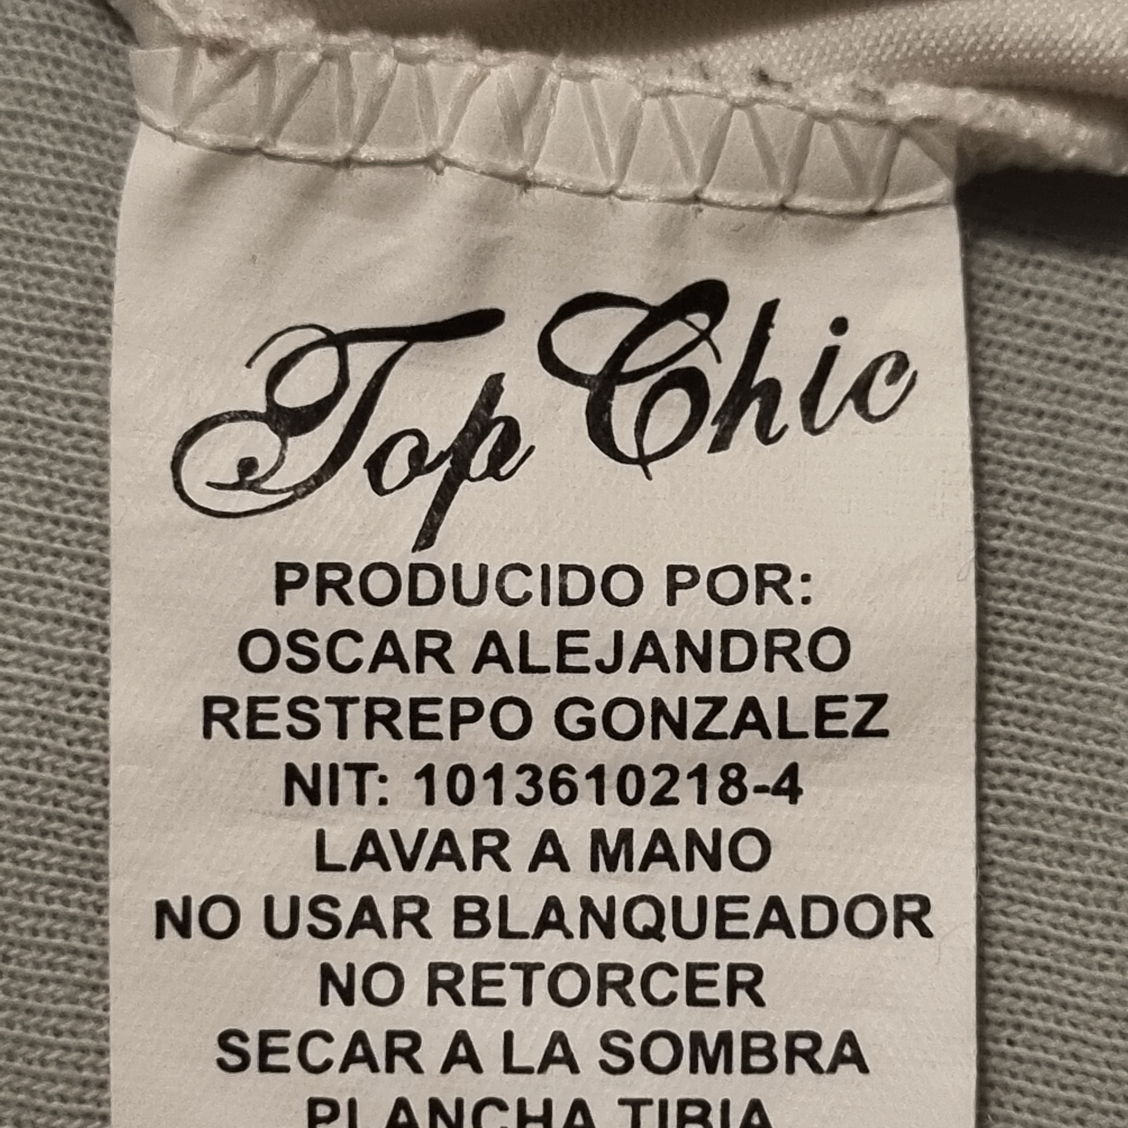 Top Chic
PRODUCIDO POR:
OSCAR ALEJANDRO
RESTREPO GONZALEZ
NIT: 1013610218-4
LAVAR A MANO
NO USAR BLANQUEADOR
NO RETORCER
SECAR A LA SOMBRA
PLANCHA TIBIA